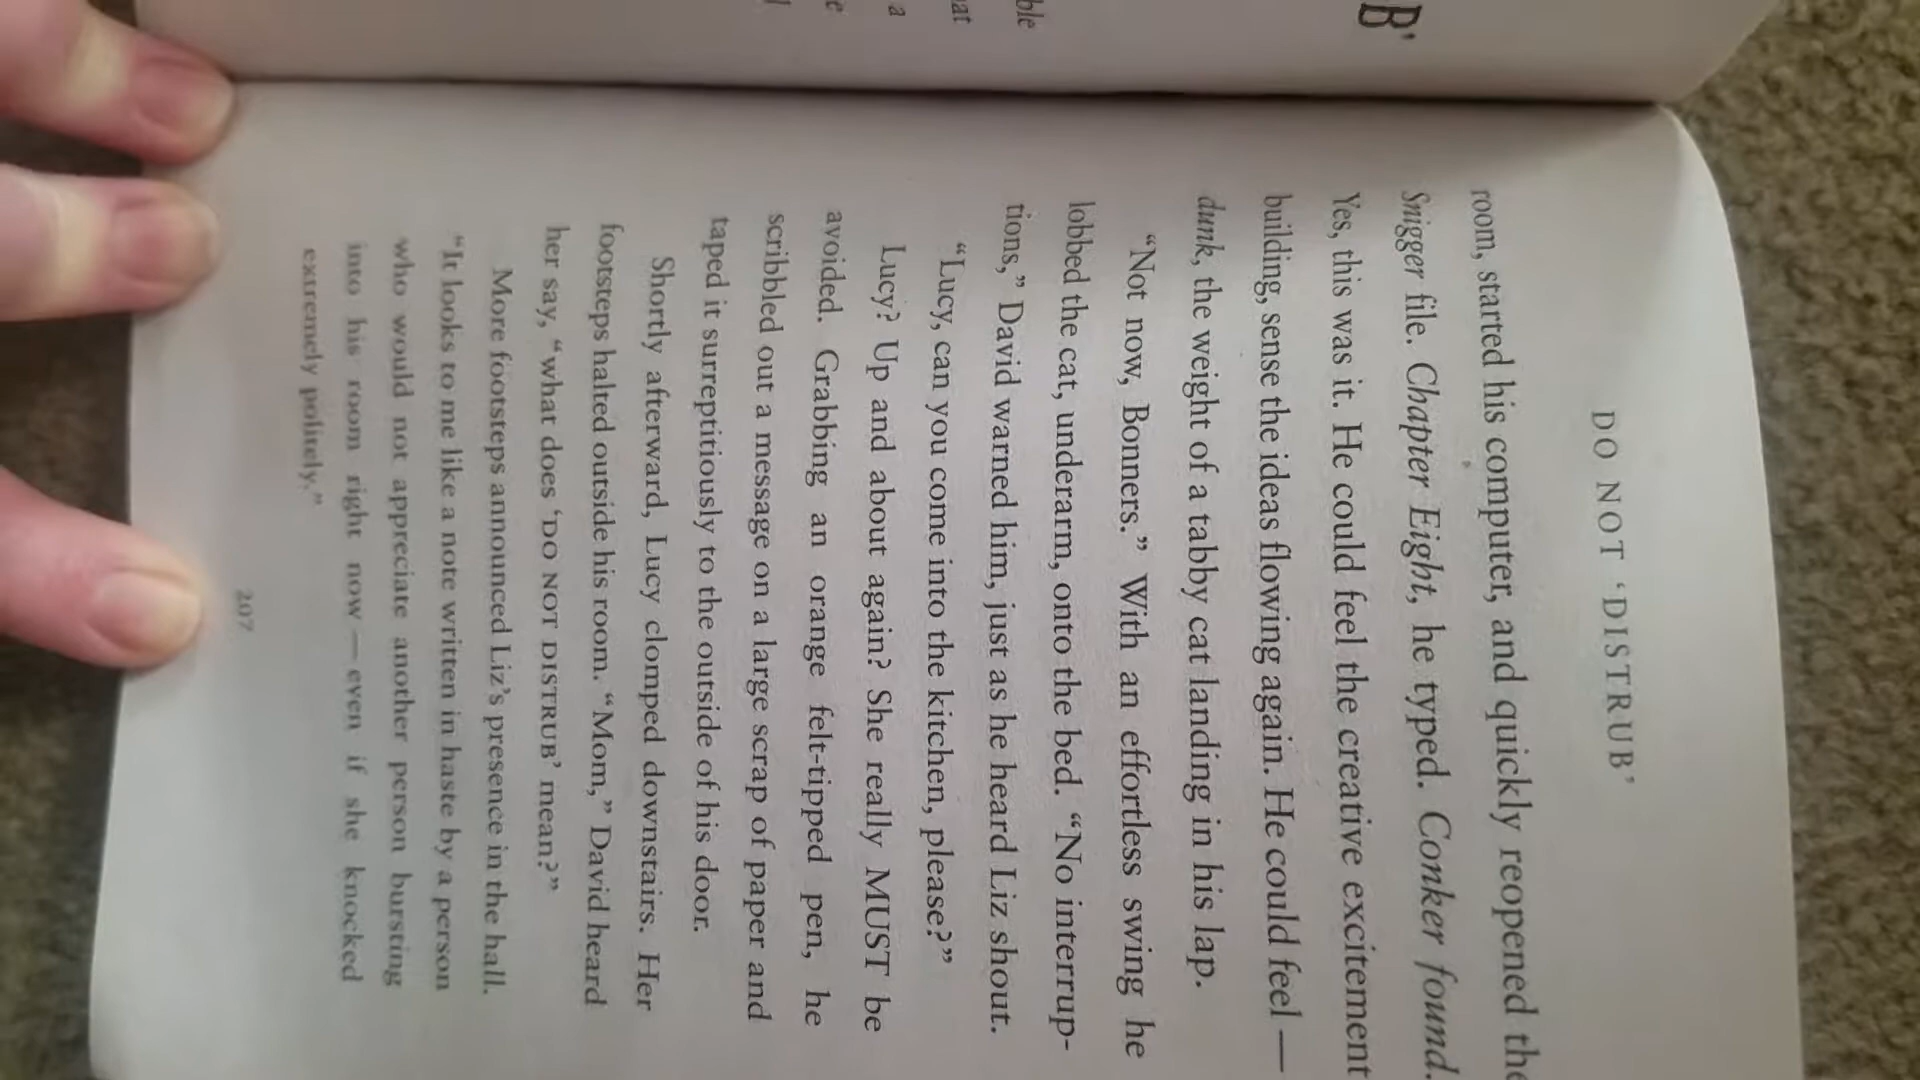 B'
ble
at
a
e
DO NOT ‘DISTRUB’
room, started his computer, and quickly reopened the
Snigger file. Chapter Eight, he typed. Conker found.
Yes, this was it. He could feel the creative excitement
building, sense the ideas flowing again. He could feel —
dunk, the weight of a tabby cat landing in his lap.
“Not now, Bonners.” With an effortless swing he
lobbed the cat, underarm, onto the bed. “No interrup-
tions,” David warned him, just as he heard Liz shout.
“Lucy, can you come into the kitchen, please?”
Lucy? Up and about again? She really MUST be
avoided. Grabbing an orange felt-tipped pen, he
scribbled out a message on a large scrap of paper and
taped it surreptitiously to the outside of his door.
Shortly afterward, Lucy clomped downstairs. Her
footsteps halted outside his room. “Mom,” David heard
her say, “what does ‘DO NOT DISTRUB’ mean?”
More footsteps announced Liz’s presence in the hall.
“It looks to me like a note written in haste by a person
who would not appreciate another person bursting
into his room right now — even if she knocked
extremely politely.”
207